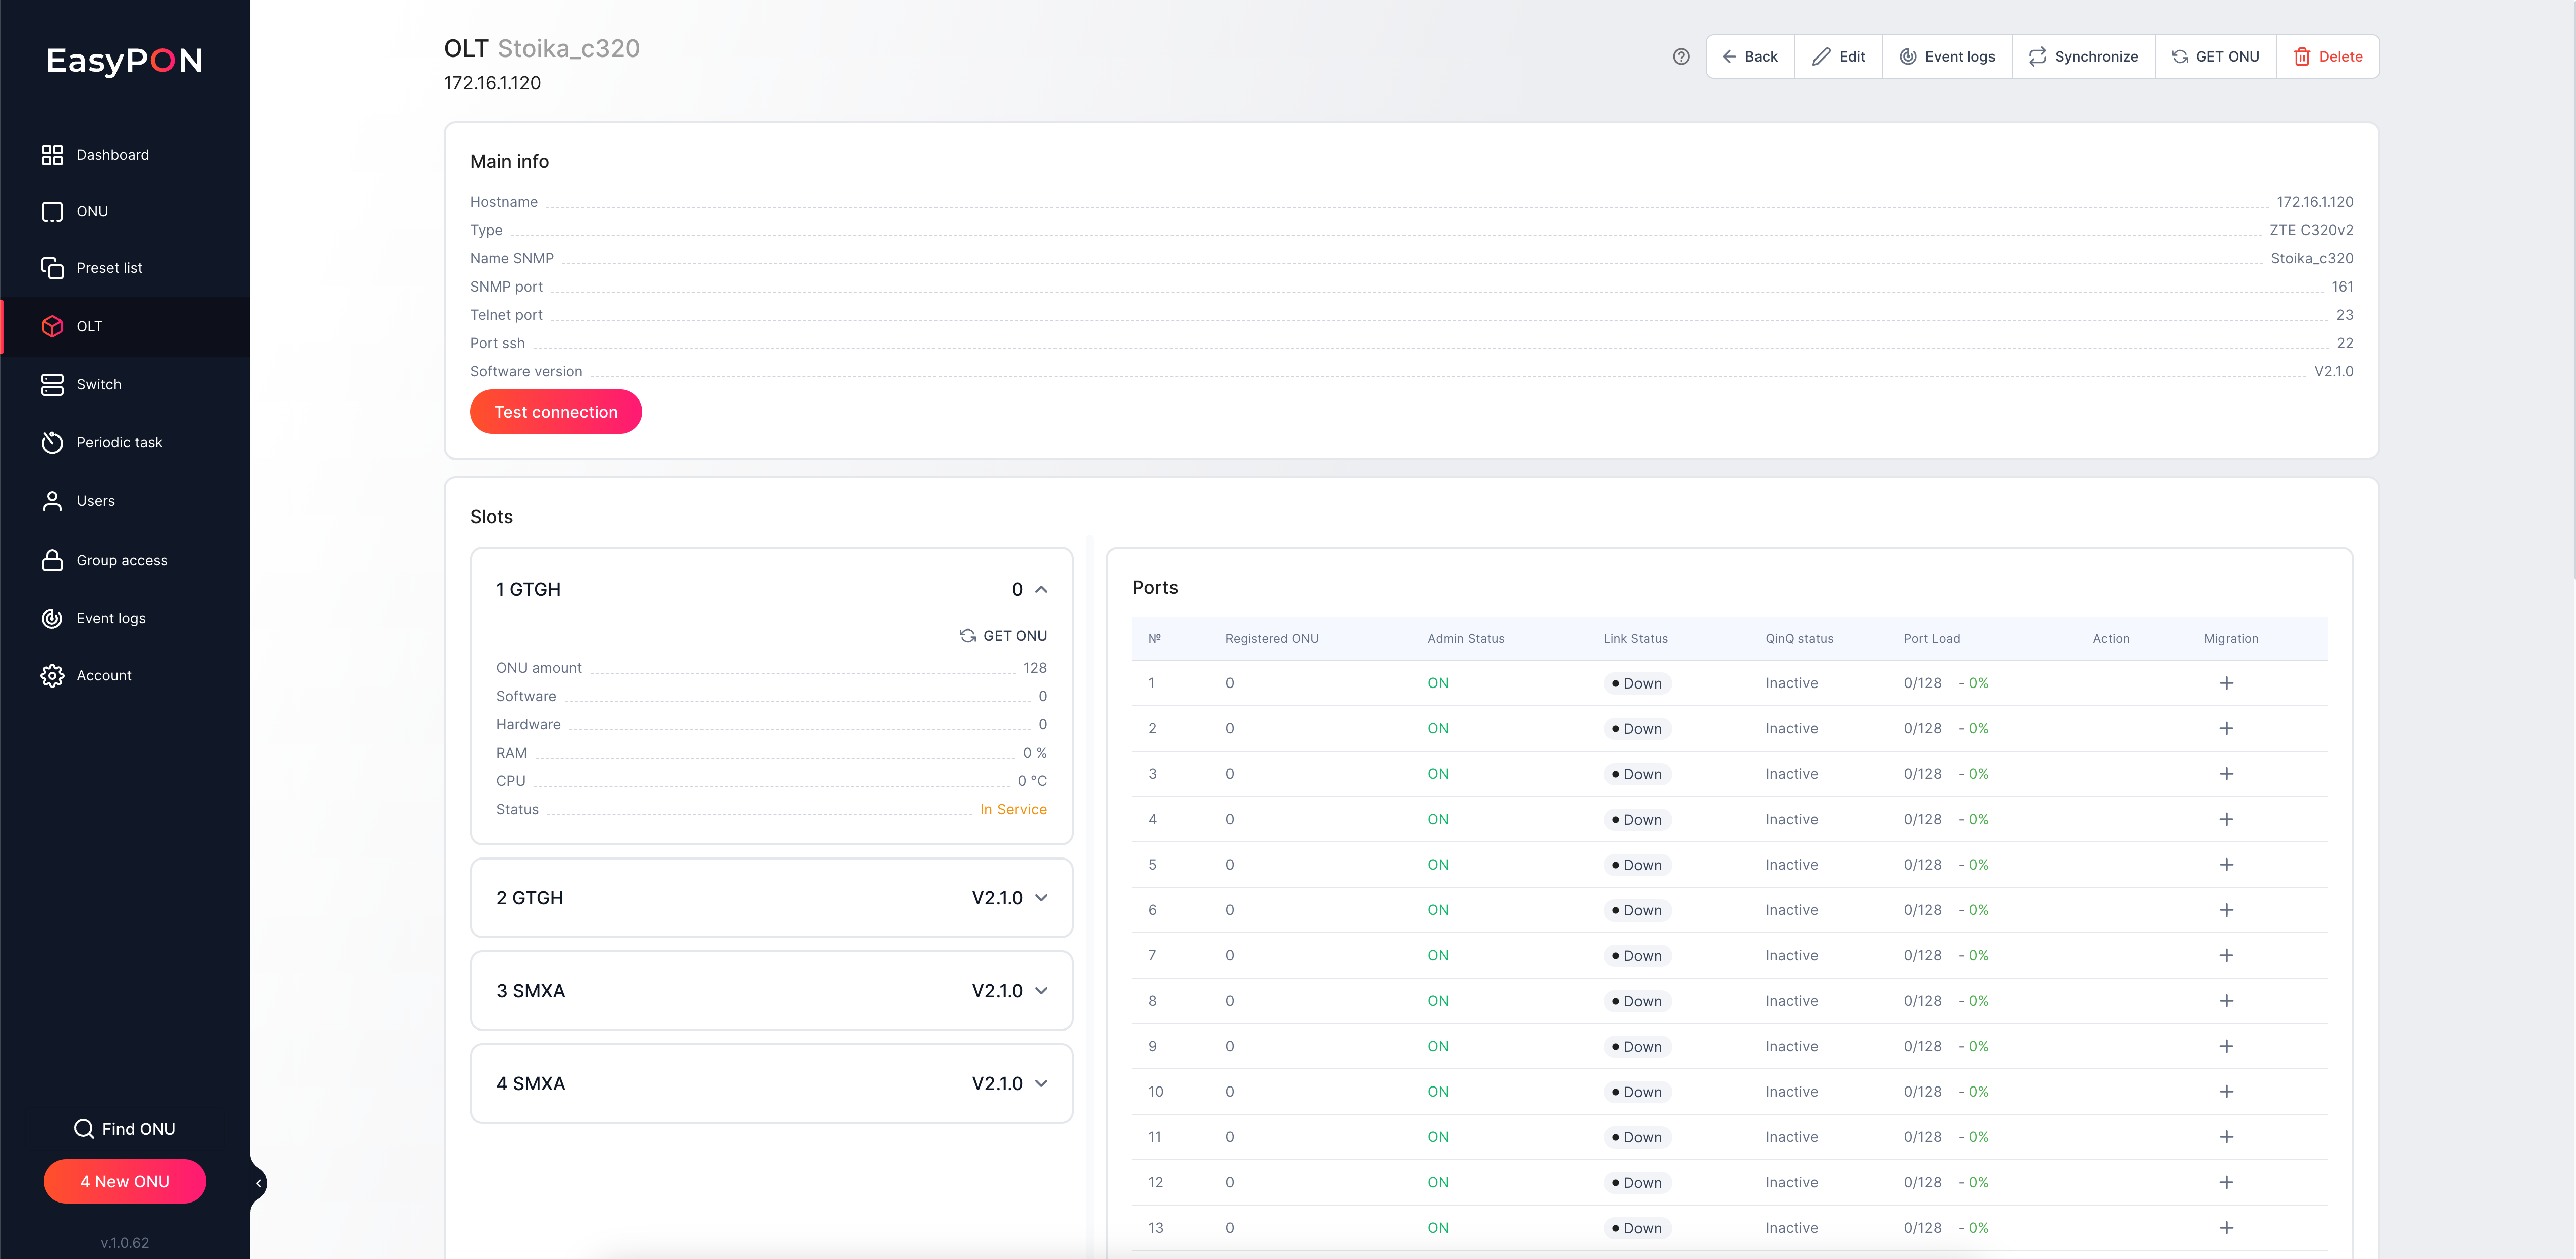 EasyPON
Dashboard
ONU
Preset list
OLT
Switch
Periodic task
Users
Group access
Event logs
Account
Find ONU
4 New ONU
v.1.0.62
OLT Stoika_c320
172.16.1.120
Back Edit Event logs Synchronize GET ONU Delete
Main info
Hostname 172.16.1.120
Type ZTE C320v2
Name SNMP Stoika_c320
SNMP port 161
Telnet port 23
Port ssh 22
Software version V2.1.0
Test connection
Slots
1 GTGH 0
GET ONU
ONU amount 128
Software 0
Hardware 0
RAM 0 %
CPU 0 °C
Status In Service
2 GTGH V2.1.0
3 SMXA V2.1.0
4 SMXA V2.1.0
Ports
№ Registered ONU Admin Status Link Status QinQ status Port Load Action Migration
1 0 ON Down Inactive 0/128 - 0% +
2 0 ON Down Inactive 0/128 - 0% +
3 0 ON Down Inactive 0/128 - 0% +
4 0 ON Down Inactive 0/128 - 0% +
5 0 ON Down Inactive 0/128 - 0% +
6 0 ON Down Inactive 0/128 - 0% +
7 0 ON Down Inactive 0/128 - 0% +
8 0 ON Down Inactive 0/128 - 0% +
9 0 ON Down Inactive 0/128 - 0% +
10 0 ON Down Inactive 0/128 - 0% +
11 0 ON Down Inactive 0/128 - 0% +
12 0 ON Down Inactive 0/128 - 0% +
13 0 ON Down Inactive 0/128 - 0% +